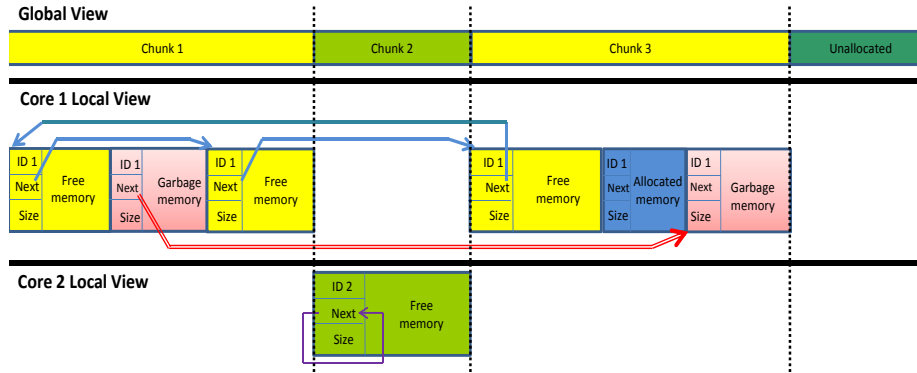 Global View
Chunk 1
Chunk 2
Chunk 3
Unallocated
Core 1 Local View
ID 1
Next
Size
Free
memory
ID 1
Next
Size
Garbage
memory
ID 1
Next
Size
Free
memory
ID 1
Next
Size
Free
memory
ID 1
Next
Size
Allocated
memory
ID 1
Next
Size
Garbage
memory
Core 2 Local View
ID 2
Next
Size
Free
memory